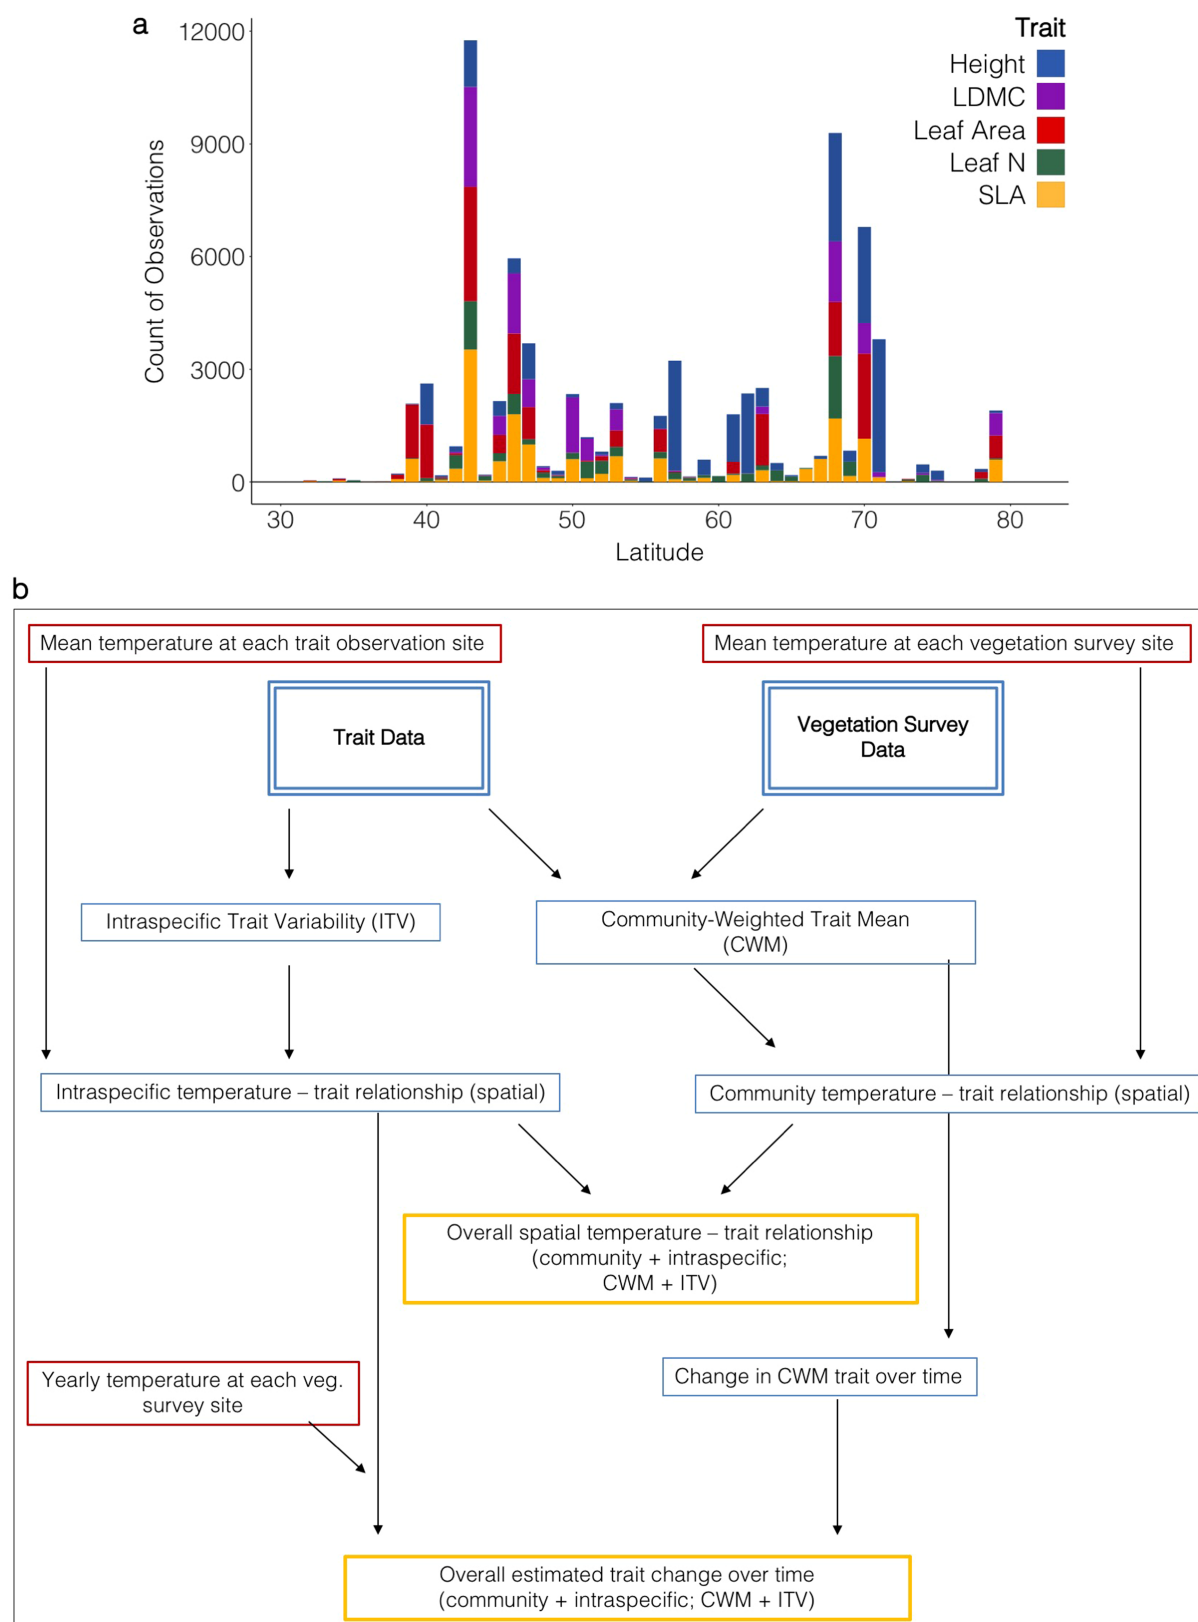 a
12000
9000
6000
3000
0
Count of Observations
30 40 50 60 70 80
Latitude
Trait
Height
LDMC
Leaf Area
Leaf N
SLA
b
Mean temperature at each trait observation site
Mean temperature at each vegetation survey site
Trait Data
Vegetation Survey
Data
Intraspecific Trait Variability (ITV)
Community-Weighted Trait Mean
(CWM)
Intraspecific temperature – trait relationship (spatial)
Community temperature – trait relationship (spatial)
Overall spatial temperature – trait relationship
(community + intraspecific;
CWM + ITV)
Yearly temperature at each veg.
survey site
Change in CWM trait over time
Overall estimated trait change over time
(community + intraspecific; CWM + ITV)